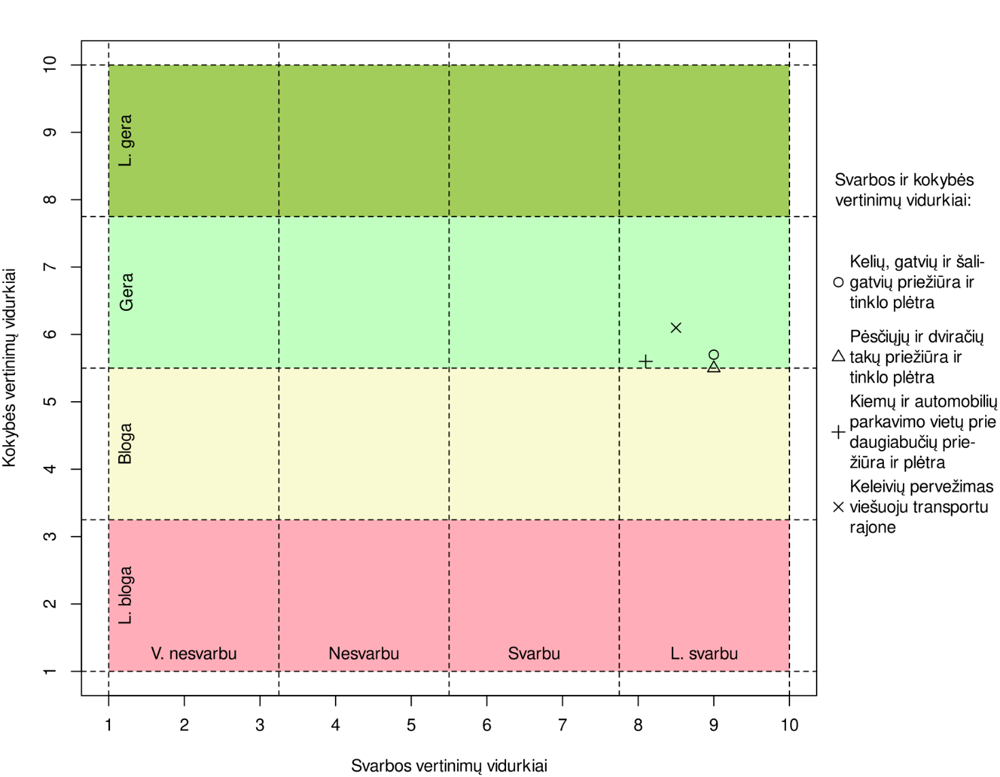 10
9
8
7
6
5
4
3
2
1
Kokybės vertinimų vidurkiai
L. gera
Gera
Bloga
L. bloga
V. nesvarbu
Nesvarbu
Svarbu
L. svarbu
1 2 3 4 5 6 7 8 9 10
Svarbos vertinimų vidurkiai
Svarbos ir kokybės
vertinimų vidurkiai:
Kelių, gatvių ir šali-
gatvių priežiūra ir
tinklo plėtra
Pėsčiųjų ir dviračių
takų priežiūra ir
tinklo plėtra
Kiemų ir automobilių
parkavimo vietų prie
daugiabučių prie-
žiūra ir plėtra
Keleivių pervežimas
viešuoju transportu
rajone